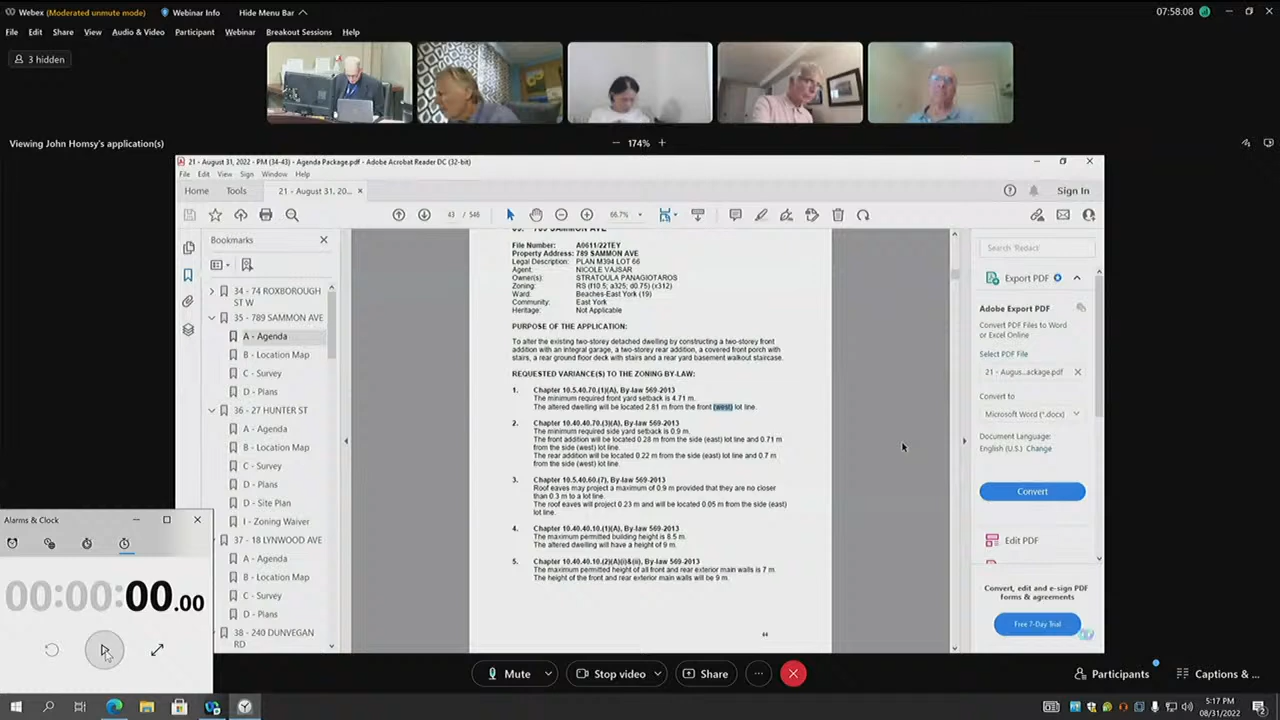 Webex (Moderated unmute mode) Webinar Info Hide Menu Bar 07:58:08
File Edit Share View Audio & Video Participant Webinar Breakout Sessions Help
3 hidden
Viewing John Homsy's application(s)
174%
21 - August 31, 2022 - PM (34-43) - Agenda Package.pdf - Adobe Acrobat Reader DC (32-bit)
File Edit View Sign Window Help
Home Tools 21 - August 31, 20... Sign In
43 / 546 66.7%
Bookmarks
34 - 74 ROXBOROUGH
ST W
35 - 789 SAMMON AVE
A - Agenda
B - Location Map
C - Survey
D - Plans
36 - 27 HUNTER ST
A - Agenda
B - Location Map
C - Survey
D - Plans
D - Site Plan
I - Zoning Waiver
37 - 18 LYNWOOD AVE
A - Agenda
B - Location Map
C - Survey
D - Plans
38 - 240 DUNVEGAN
RD
File Number: A0611/22TEY
Property Address: 789 SAMMON AVE
Legal Description: PLAN M394 LOT 66
Agent: NICOLE VAJSAR
Owner(s): STRATOULA PANAGIOTAROS
Zoning: RS (f10.5; a325; d0.75) (x312)
Ward: Beaches-East York (19)
Community: East York
Heritage: Not Applicable
PURPOSE OF THE APPLICATION:
To alter the existing two-storey detached dwelling by constructing a two-storey front
addition with an integral garage, a two-storey rear addition, a covered front porch with
stairs, a rear ground floor deck with stairs and a rear yard basement walkout staircase.
REQUESTED VARIANCE(S) TO THE ZONING BY-LAW:
1. Chapter 10.5.40.70.(1)(A), By-law 569-2013
The minimum required front yard setback is 4.71 m.
The altered dwelling will be located 2.81 m from the front (west) lot line.
2. Chapter 10.40.40.70.(3)(A), By-law 569-2013
The minimum required side yard setback is 0.9 m.
The front addition will be located 0.28 m from the side (east) lot line and 0.71 m
from the side (west) lot line.
The rear addition will be located 0.22 m from the side (east) lot line and 0.7 m
from the side (west) lot line.
3. Chapter 10.5.40.60.(7), By-law 569-2013
Roof eaves may project a maximum of 0.9 m provided that they are no closer
than 0.3 m to a lot line.
The roof eaves will project 0.23 m and will be located 0.05 m from the side (east)
lot line.
4. Chapter 10.40.40.10.(1)(A), By-law 569-2013
The maximum permitted building height is 8.5 m.
The altered dwelling will have a height of 9 m.
5. Chapter 10.40.40.10.(2)(A)(i)&(ii), By-law 569-2013
The maximum permitted height of all front and rear exterior main walls is 7 m.
The height of the front and rear exterior main walls will be 9 m.
44
Search 'Redact'
Export PDF
Adobe Export PDF
Convert PDF Files to Word
or Excel Online
Select PDF File
21 - Augus...ackage.pdf
Convert to
Microsoft Word (*.docx)
Document Language:
English (U.S.) Change
Convert
Edit PDF
Convert, edit and e-sign PDF
forms & agreements
Free 7-Day Trial
Alarms & Clock
00:00:00.00
Mute Stop video Share Participants Captions & ...
5:17 PM
08/31/2022